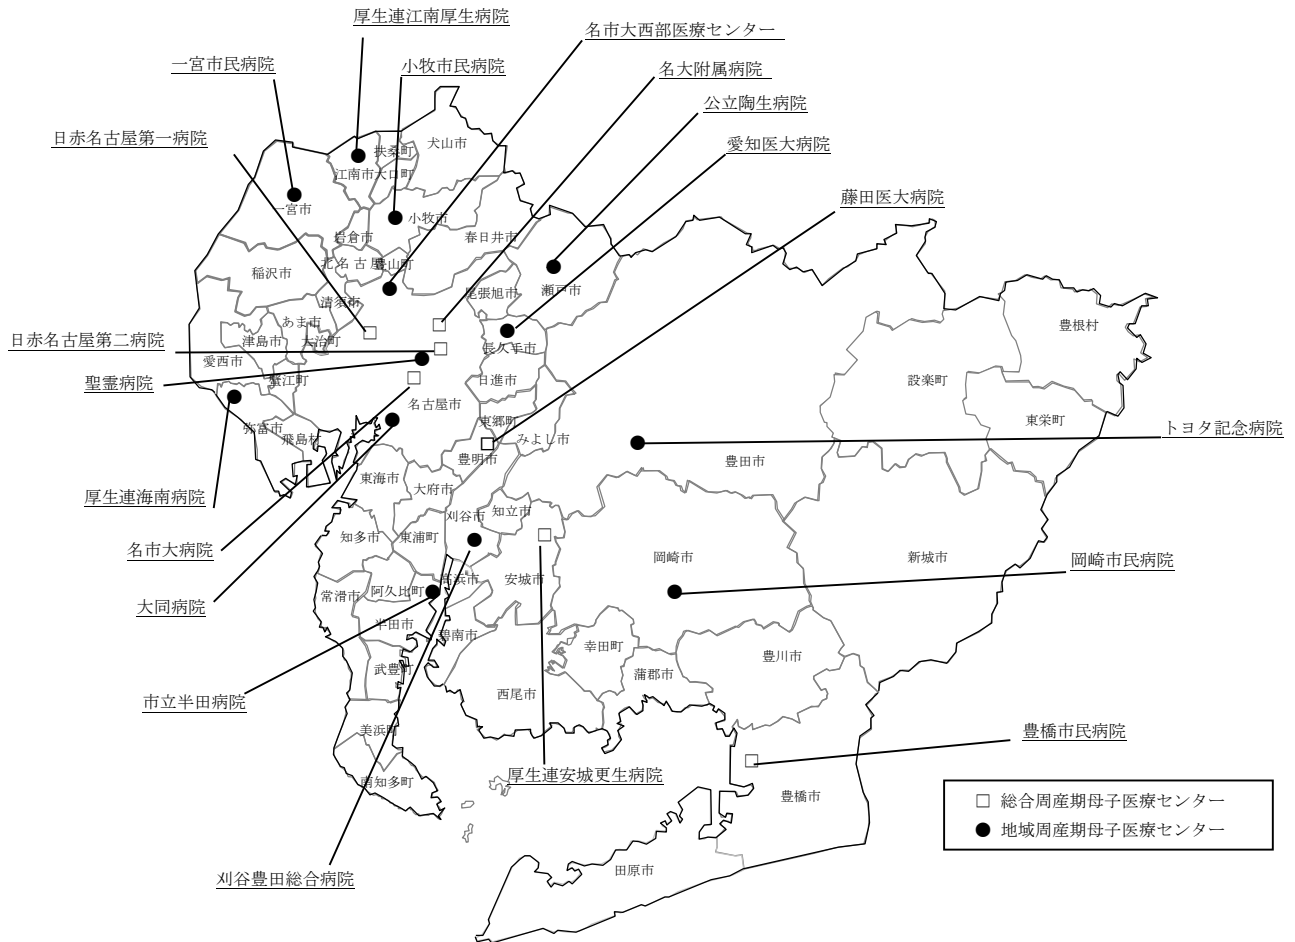 厚生連江南厚生病院
名市大西部医療センター
一宮市民病院
小牧市民病院
名大附属病院
公立陶生病院
日赤名古屋第一病院
愛知医大病院
藤田医大病院
犬山市
扶桑町
江南市
大口町
一宮市
小牧市
岩倉市
春日井市
稲沢市
北名古屋
豊山町
尾張旭市
瀬戸市
清須市
あま市
津島市
大治町
日赤名古屋第二病院
長久手市
愛西市
聖霊病院
蟹江町
日進市
名古屋市
弥富市
飛島村
東郷町
みよし市
豊明市
豊根村
設楽町
東栄町
トヨタ記念病院
豊田市
厚生連海南病院
東海市
大府市
刈谷市
知立市
名市大病院
知多市
東浦町
岡崎市
新城市
岡崎市民病院
大同病院
常滑市
阿久比町
高浜市
安城市
半田市
碧南市
幸田町
豊川市
市立半田病院
武豊町
西尾市
蒲郡市
美浜町
豊橋市民病院
南知多町
厚生連安城更生病院
豊橋市
刈谷豊田総合病院
田原市
□ 総合周産期母子医療センター
● 地域周産期母子医療センター